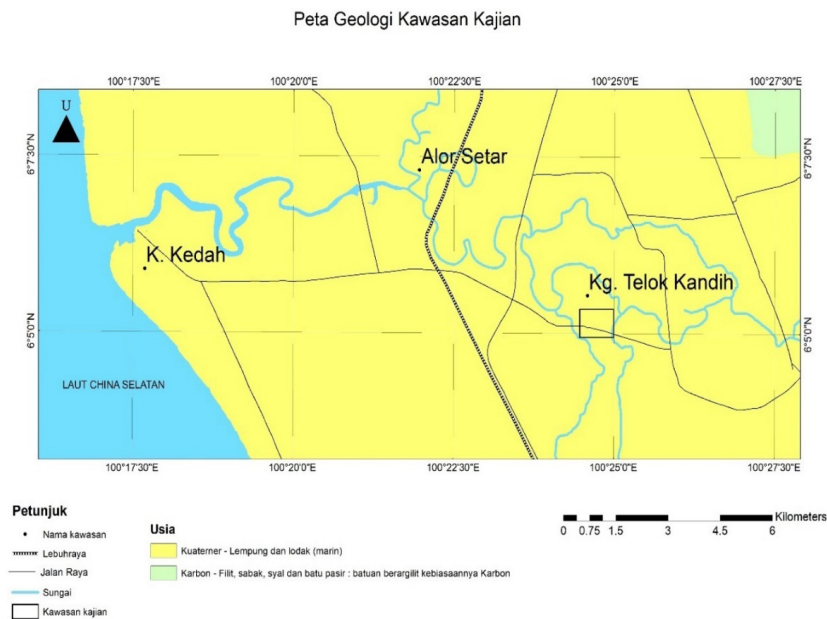 Peta Geologi Kawasan Kajian
100°17'30"E 100°20'0"E 100°22'30"E 100°25'0"E 100°27'30"E
U
6°7'30"N 6°7'30"N
Alor Setar
K. Kedah
Kg. Telok Kandih
6°5'0"N 6°5'0"N
LAUT CHINA SELATAN
100°17'30"E 100°20'0"E 100°22'30"E 100°25'0"E 100°27'30"E
Petunjuk
Nama kawasan
Lebuhraya
Jalan Raya
Sungai
Kawasan kajian
Usia
Kuaterner - Lempung dan lodak (marin)
Karbon - Filit, sabak, syal dan batu pasir : batuan berargilit kebiasaannya Karbon
Kilometers
0 0.75 1.5 3 4.5 6